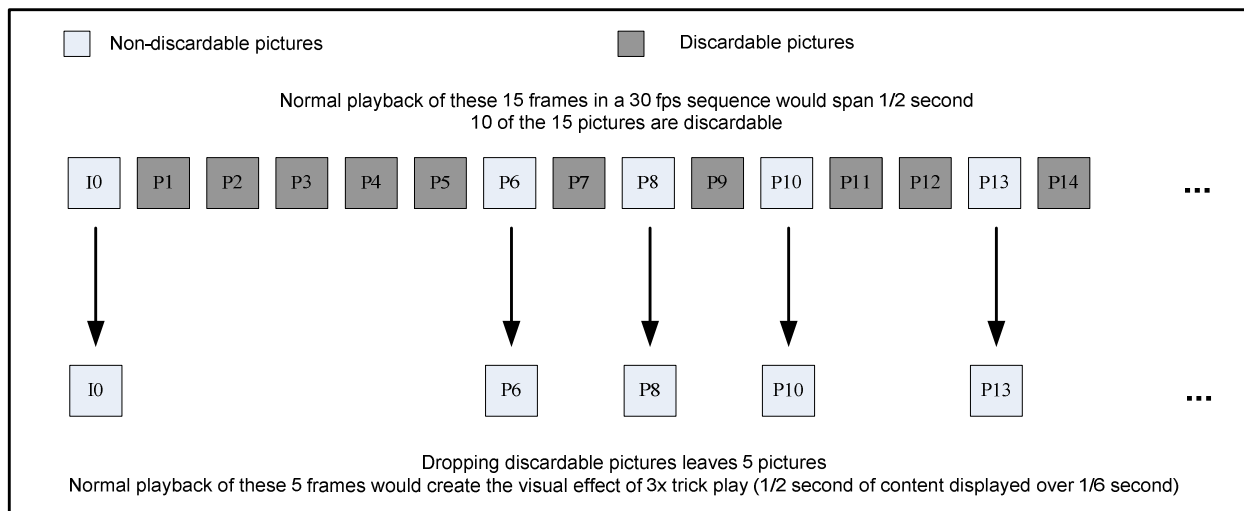 Non-discardable pictures
Discardable pictures
Normal playback of these 15 frames in a 30 fps sequence would span 1/2 second
10 of the 15 pictures are discardable
I0 P1 P2 P3 P4 P5 P6 P7 P8 P9 P10 P11 P12 P13 P14 ...
I0 P6 P8 P10 P13 ...
Dropping discardable pictures leaves 5 pictures
Normal playback of these 5 frames would create the visual effect of 3x trick play (1/2 second of content displayed over 1/6 second)